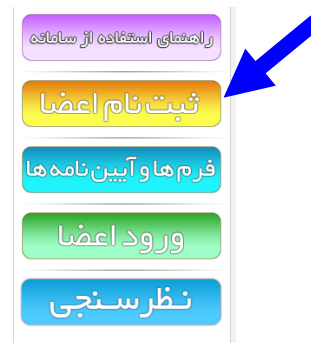 راهنمای استفاده از سامانه
ثبت نام اعضا
فرم ها و آیین نامه ها
ورود اعضا
نظرسنجی